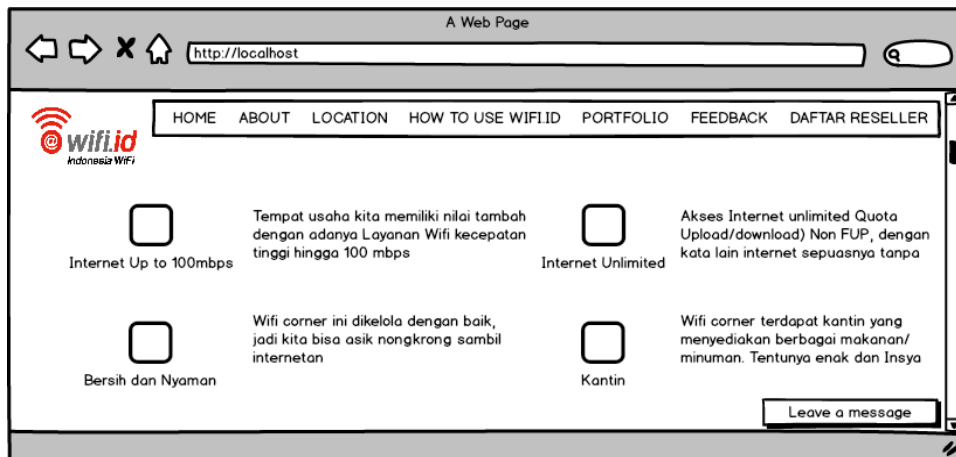 A Web Page
http://localhost
@wifi.id
Indonesia WiFi
HOME ABOUT LOCATION HOW TO USE WIFI.ID PORTFOLIO FEEDBACK DAFTAR RESELLER
Internet Up to 100mbps
Tempat usaha kita memiliki nilai tambah
dengan adanya Layanan Wifi kecepatan
tinggi hingga 100 mbps
Internet Unlimited
Akses Internet unlimited Quota
Upload/download) Non FUP, dengan
kata lain internet sepuasnya tanpa
Bersih dan Nyaman
Wifi corner ini dikelola dengan baik,
jadi kita bisa asik nongkrong sambil
internetan
Kantin
Wifi corner terdapat kantin yang
menyediakan berbagai makanan/
minuman. Tentunya enak dan Insya
Leave a message